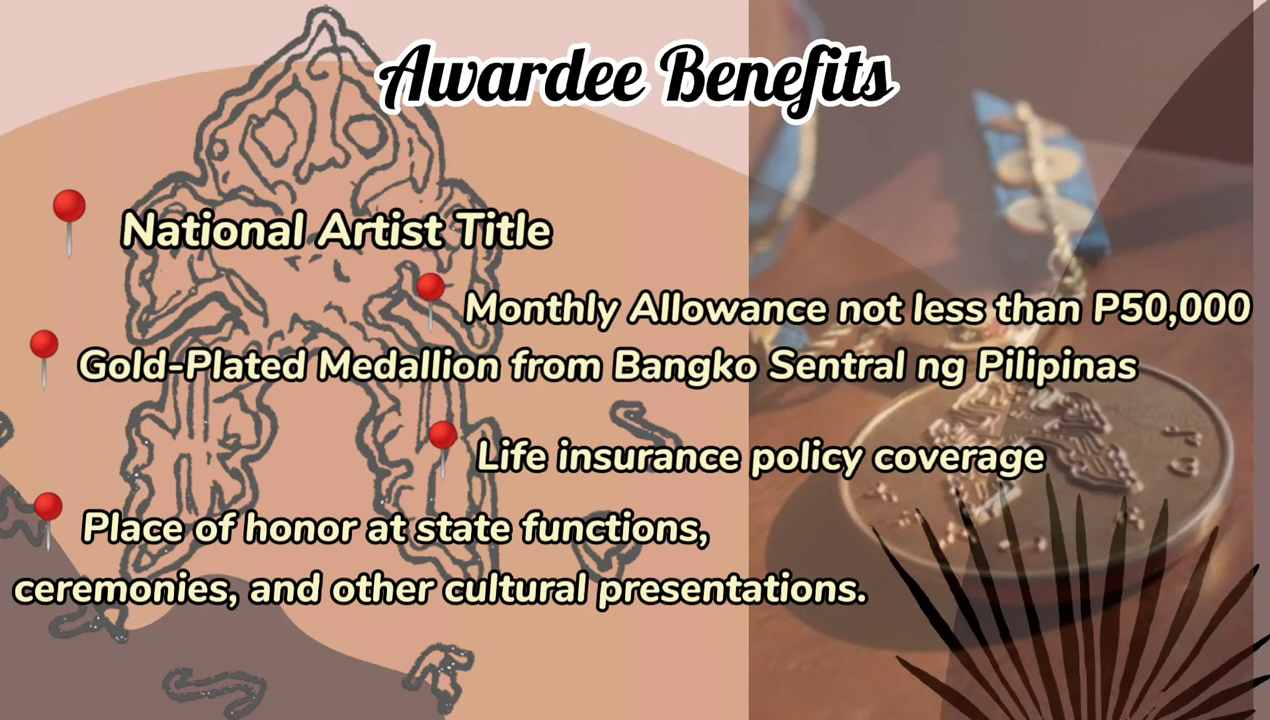 Awardee Benefits
National Artist Title
Monthly Allowance not less than P50,000
Gold-Plated Medallion from Bangko Sentral ng Pilipinas
Life insurance policy coverage
Place of honor at state functions,
ceremonies, and other cultural presentations.